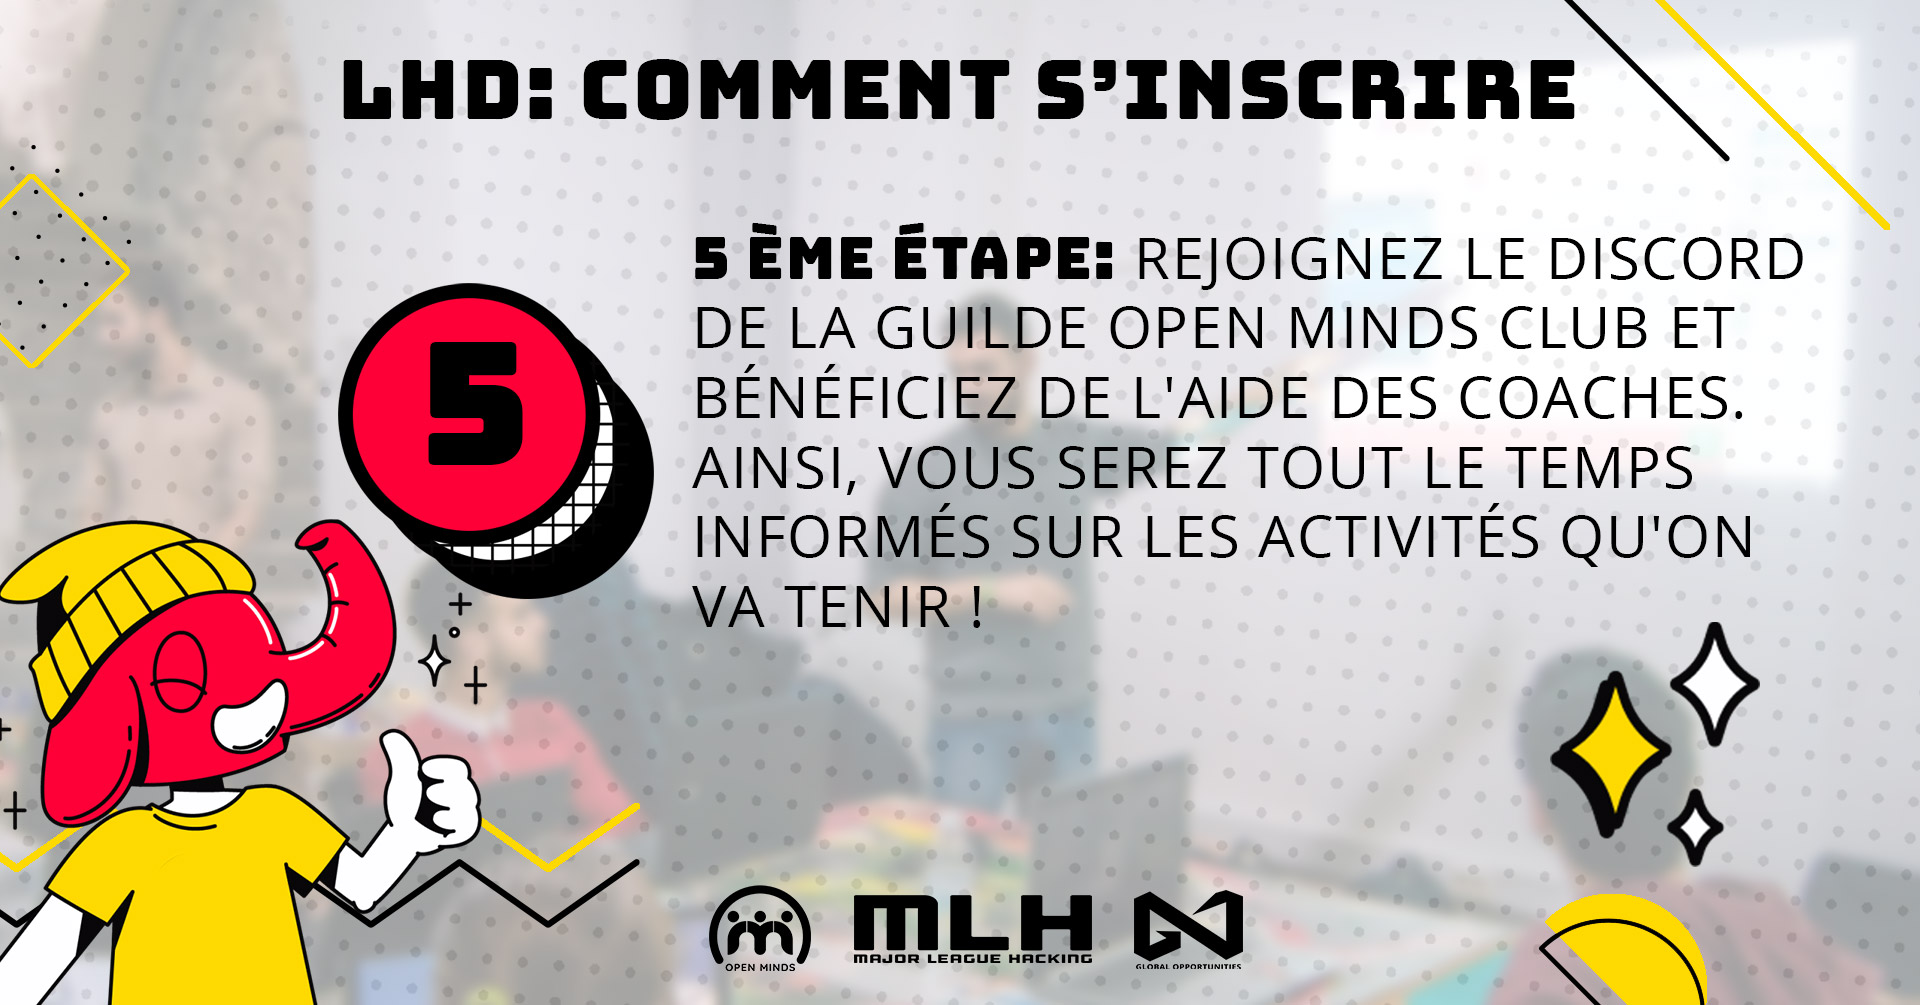 LHD: COMMENT S’INSCRIRE
5
5 ÈME ÉTAPE: REJOIGNEZ LE DISCORD
DE LA GUILDE OPEN MINDS CLUB ET
BÉNÉFICIEZ DE L'AIDE DES COACHES.
AINSI, VOUS SEREZ TOUT LE TEMPS
INFORMÉS SUR LES ACTIVITÉS QU'ON
VA TENIR !
OPEN MINDS
MLH
MAJOR LEAGUE HACKING
GLOBAL OPPORTUNITIES